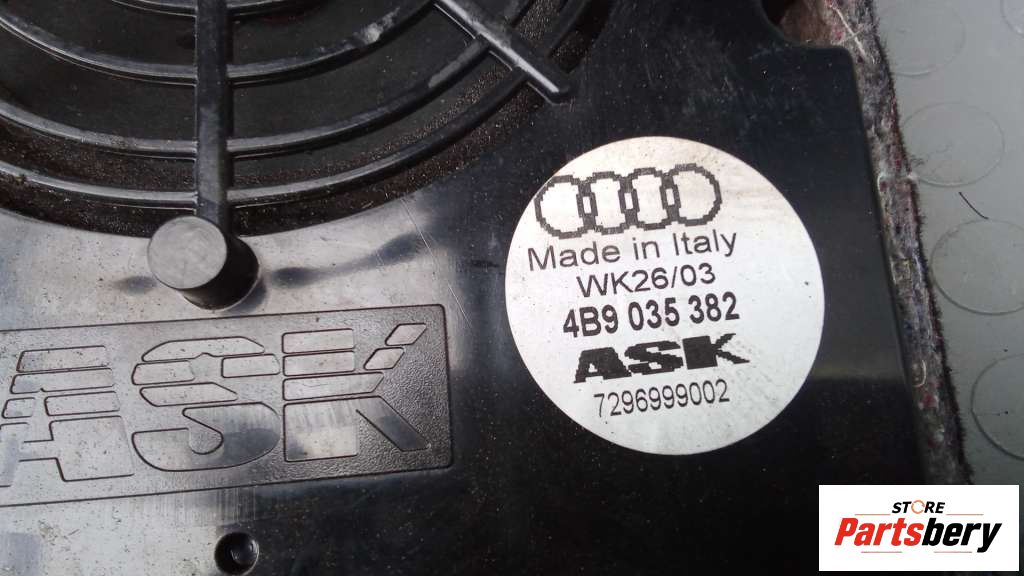 Made in Italy
WK26/03
4B9 035 382
ASK
7296999002
ASK
STORE
Partsbery